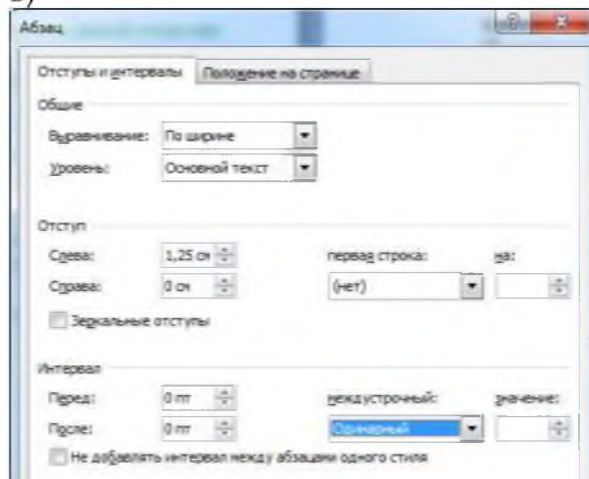 Абзац
Отступы и интервалы Положение на странице
Общие
Выравнивание: По ширине
Уровень: Основной текст
Отступ
Слева: 1,25 см первая строка: на:
Справа: 0 см (нет)
Зеркальные отступы
Интервал
Перед: 0 пт междустрочный: значение:
После: 0 пт Одинарный
Не добавлять интервал между абзацами одного стиля